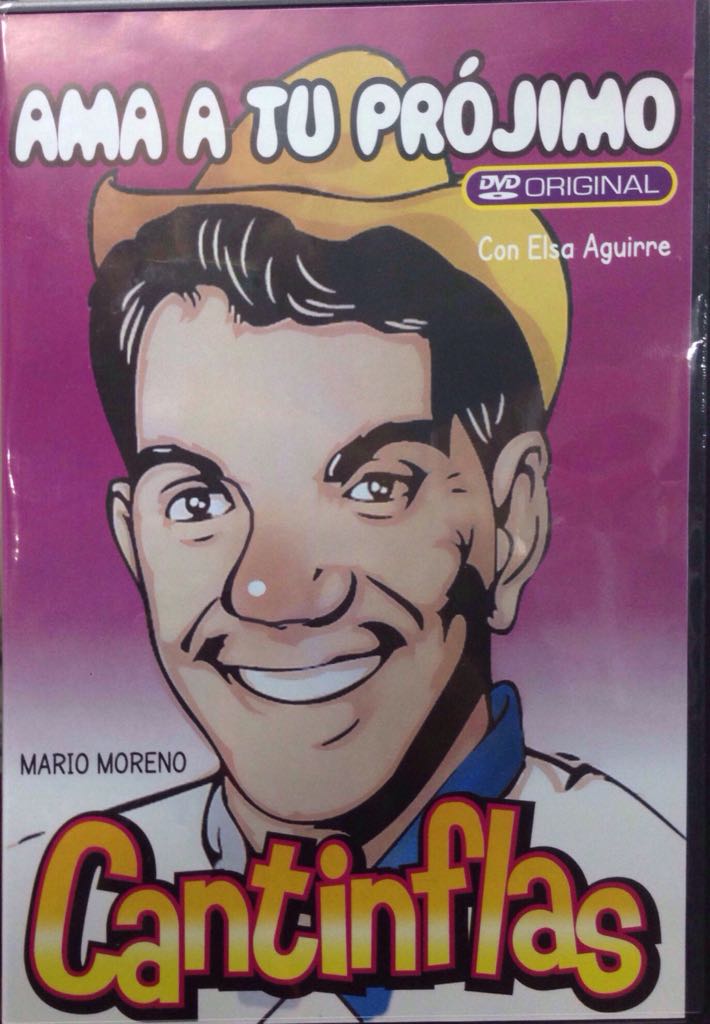 AMA A TU PRÓJIMO
DVD ORIGINAL
Con Elsa Aguirre
MARIO MORENO
Cantinflas